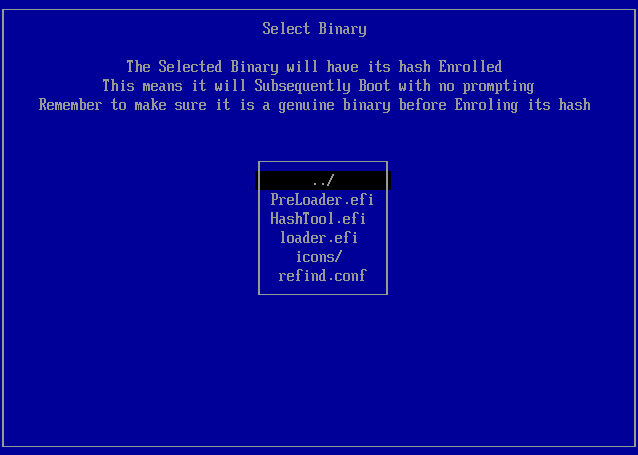 Select Binary
The Selected Binary will have its hash Enrolled
This means it will Subsequently Boot with no prompting
Remember to make sure it is a genuine binary before Enroling its hash
../
PreLoader.efi
HashTool.efi
loader.efi
icons/
refind.conf